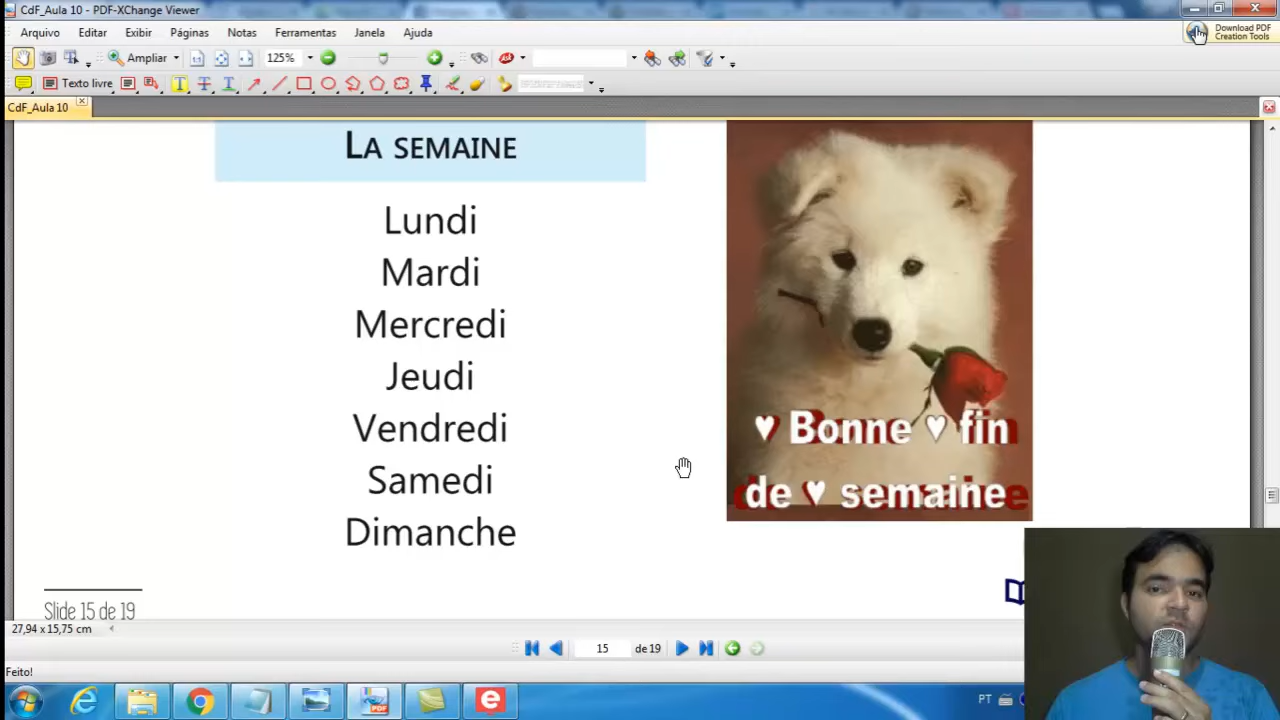 CdF_Aula 10 - PDF-XChange Viewer
Arquivo Editar Exibir Páginas Notas Ferramentas Janela Ajuda
Download PDF
Creation Tools
Ampliar 125%
Texto livre
CdF_Aula 10
LA SEMAINE
Lundi
Mardi
Mercredi
Jeudi
Vendredi
Samedi
Dimanche
♥ Bonne ♥ fin
de ♥ semaine
Slide 15 de 19
27,94 x 15,75 cm
15 de 19
Feito!
PT